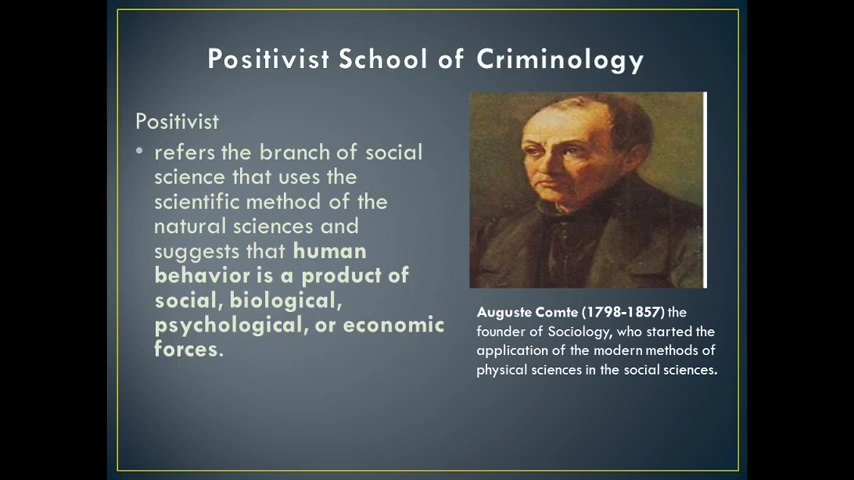 Positivist School of Criminology
Positivist
• refers the branch of social
science that uses the
scientific method of the
natural sciences and
suggests that human
behavior is a product of
social, biological,
psychological, or economic
forces.
Auguste Comte (1798-1857) the
founder of Sociology, who started the
application of the modern methods of
physical sciences in the social sciences.